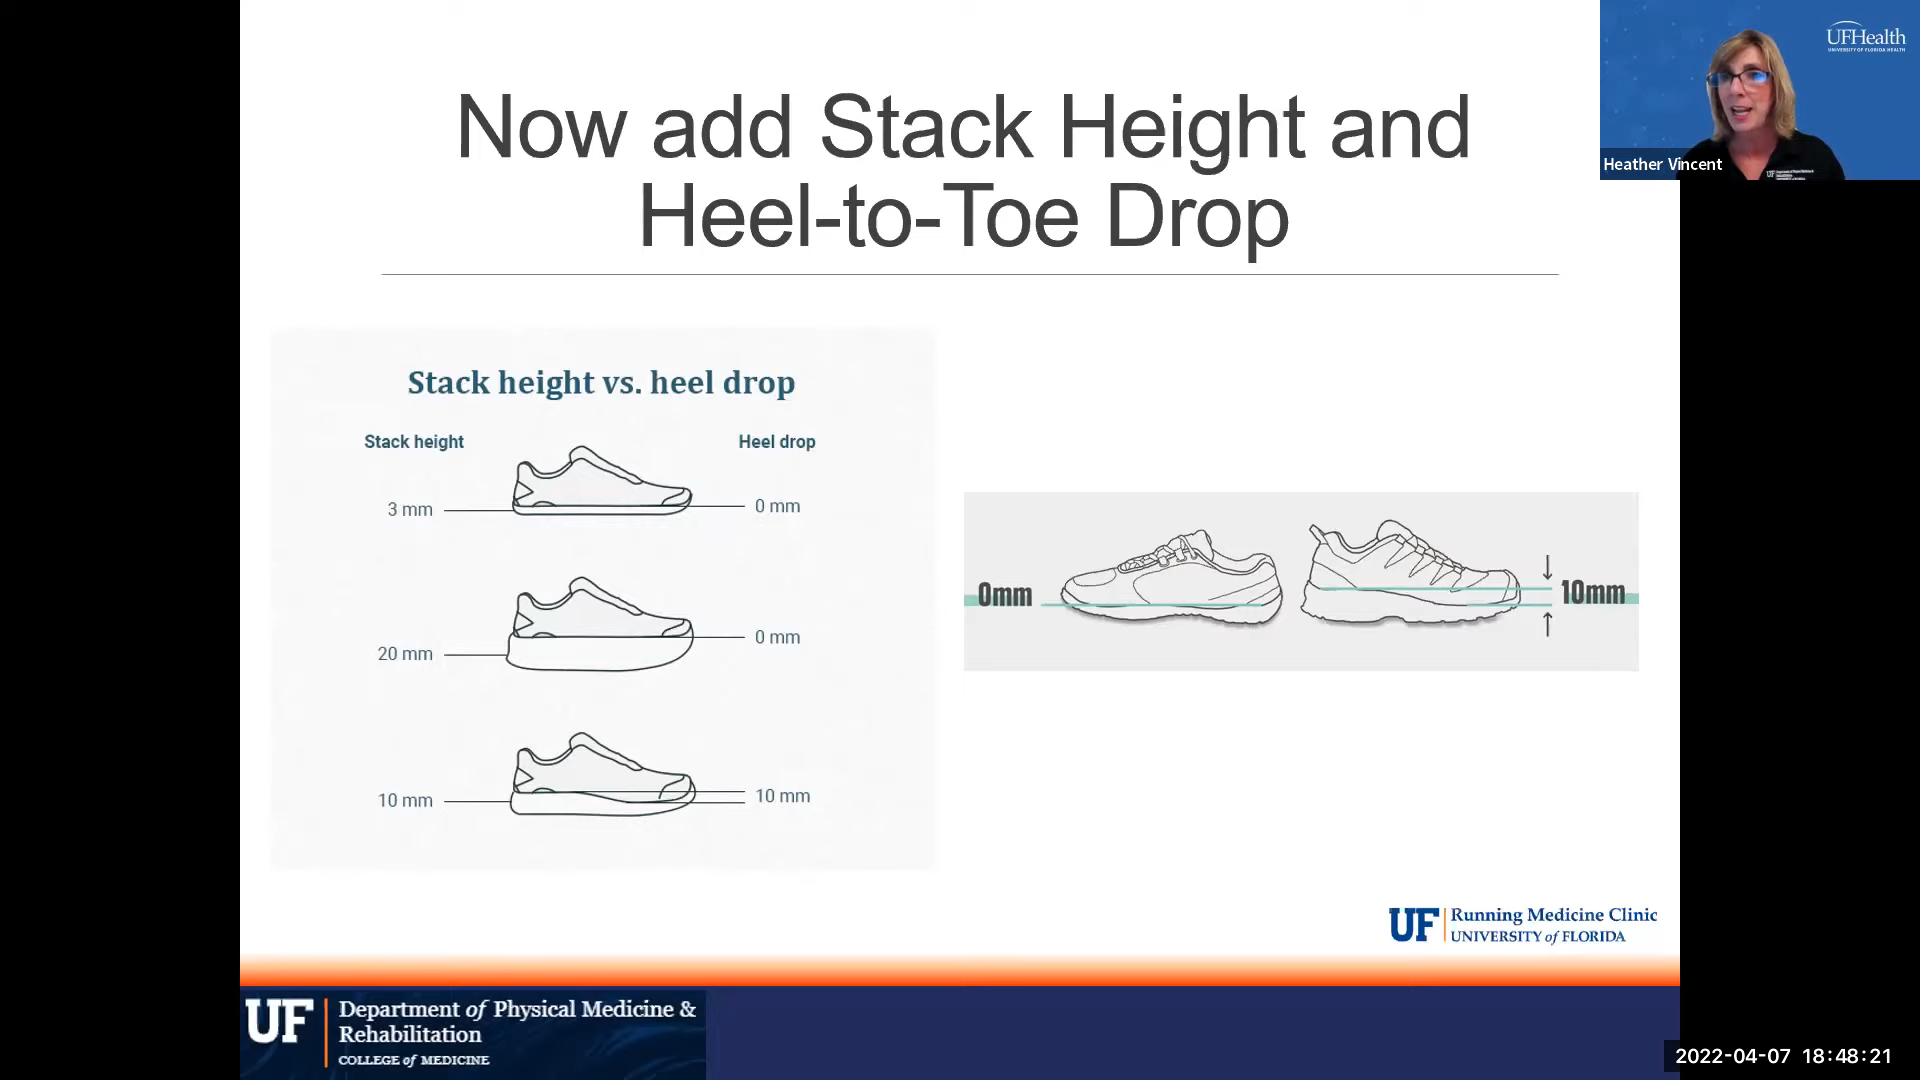 Now add Stack Height and
Heel-to-Toe Drop
UFHealth
UNIVERSITY OF FLORIDA HEALTH
Heather Vincent
UF
Stack height vs. heel drop
Stack height
Heel drop
3 mm
0 mm
20 mm
0 mm
10 mm
10 mm
0mm
10mm
UF
Running Medicine Clinic
UNIVERSITY of FLORIDA
UF
Department of Physical Medicine &
Rehabilitation
COLLEGE of MEDICINE
2022-04-07 18:48:21